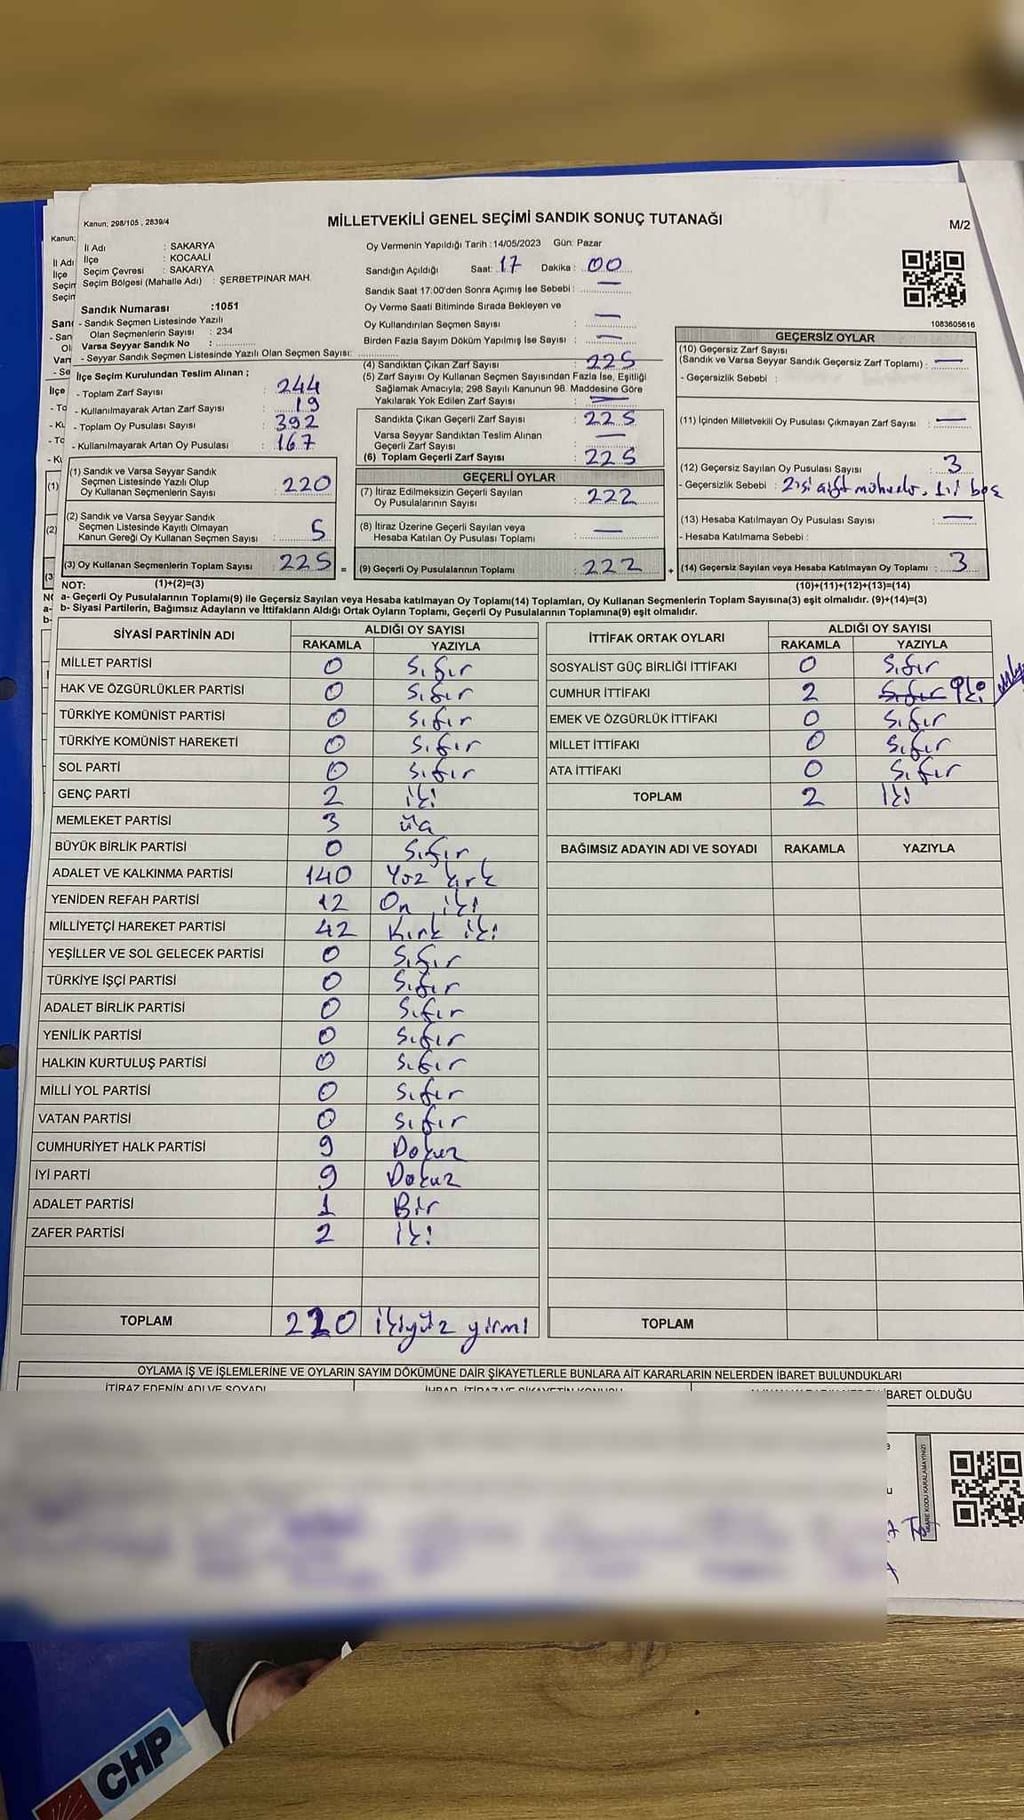 Kanun; 298/105 , 2839/4
MİLLETVEKİLİ GENEL SEÇİMİ SANDIK SONUÇ TUTANAĞI
M/2
İl Adı : SAKARYA
İlçe : KOCAALİ
Seçim Çevresi : SAKARYA
Seçim Bölgesi (Mahalle Adı) : ŞERBETPINAR MAH.
Sandık Numarası :1051
- Sandık Seçmen Listesinde Yazılı
Olan Seçmenlerin Sayısı : 234
Varsa Seyyar Sandık No :
- Seyyar Sandık Seçmen Listesinde Yazılı Olan Seçmen Sayısı:
Oy Vermenin Yapıldığı Tarih : 14/05/2023 Gün: Pazar
Sandığın Açıldığı Saat: 17 Dakika : 00
Sandık Saat 17:00'den Sonra Açımış İse Sebebi : —
Oy Verme Saati Bitiminde Sırada Bekleyen ve
Oy Kullandırılan Seçmen Sayısı : —
Birden Fazla Sayım Döküm Yapılmış İse Sayısı : —
1083605616
İlçe Seçim Kurulundan Teslim Alınan ;
- Toplam Zarf Sayısı : 244
- Kullanılmayarak Artan Zarf Sayısı : 19
- Toplam Oy Pusulası Sayısı : 392
- Kullanılmayarak Artan Oy Pusulası : 167
(1) Sandık ve Varsa Seyyar Sandık
Seçmen Listesinde Yazılı Olup
Oy Kullanan Seçmenlerin Sayısı : 220
(2) Sandık ve Varsa Seyyar Sandık
Seçmen Listesinde Kayıtlı Olmayan
Kanun Gereği Oy Kullanan Seçmen Sayısı : 5
(3) Oy Kullanan Seçmenlerin Toplam Sayısı : 225 =
(1)+(2)=(3)
(4) Sandıktan Çıkan Zarf Sayısı : 225
(5) Zarf Sayısı Oy Kullanan Seçmen Sayısından Fazla İse, Eşitliği
Sağlamak Amacıyla; 298 Sayılı Kanunun 98. Maddesine Göre
Yakılarak Yok Edilen Zarf Sayısı : —
Sandıkta Çıkan Geçerli Zarf Sayısı : 225
Varsa Seyyar Sandıktan Teslim Alınan
Geçerli Zarf Sayısı : —
(6) Toplam Geçerli Zarf Sayısı : 225
GEÇERLİ OYLAR
(7) İtiraz Edilmeksizin Geçerli Sayılan
Oy Pusulalarının Sayısı : 222
(8) İtiraz Üzerine Geçerli Sayılan veya
Hesaba Katılan Oy Pusulası Toplamı : —
(9) Geçerli Oy Pusulalarının Toplamı : 222 +
GEÇERSİZ OYLAR
(10) Geçersiz Zarf Sayısı
(Sandık ve Varsa Seyyar Sandık Geçersiz Zarf Toplamı) : —
- Geçersizlik Sebebi :
(11) İçinden Milletvekili Oy Pusulası Çıkmayan Zarf Sayısı : —
(12) Geçersiz Sayılan Oy Pusulası Sayısı : 3
- Geçersizlik Sebebi : 2'si çift mühürlü. 1'i boş
(13) Hesaba Katılmayan Oy Pusulası Sayısı : —
- Hesaba Katılmama Sebebi :
(14) Geçersiz Sayılan veya Hesaba Katılmayan Oy Toplamı : 3
(10)+(11)+(12)+(13)=(14)
NOT:
a- Geçerli Oy Pusulalarının Toplamı(9) ile Geçersiz Sayılan veya Hesaba katılmayan Oy Toplamı(14) Toplamları, Oy Kullanan Seçmenlerin Toplam Sayısına(3) eşit olmalıdır. (9)+(14)=(3)
b- Siyasi Partilerin, Bağımsız Adayların ve İttifakların Aldığı Ortak Oyların Toplamı, Geçerli Oy Pusulalarının Toplamına(9) eşit olmalıdır.
SİYASİ PARTİNİN ADI ALDIĞI OY SAYISI
RAKAMLA YAZIYLA
MİLLET PARTİSİ 0 Sıfır
HAK VE ÖZGÜRLÜKLER PARTİSİ 0 Sıfır
TÜRKİYE KOMÜNİST PARTİSİ 0 Sıfır
TÜRKİYE KOMÜNİST HAREKETİ 0 Sıfır
SOL PARTİ 0 Sıfır
GENÇ PARTİ 2 iki
MEMLEKET PARTİSİ 3 üç
BÜYÜK BİRLİK PARTİSİ 0 Sıfır
ADALET VE KALKINMA PARTİSİ 140 Yüz kırk
YENİDEN REFAH PARTİSİ 12 On iki
MİLLİYETÇİ HAREKET PARTİSİ 42 Kırk iki
YEŞİLLER VE SOL GELECEK PARTİSİ 0 Sıfır
TÜRKİYE İŞÇİ PARTİSİ 0 Sıfır
ADALET BİRLİK PARTİSİ 0 Sıfır
YENİLİK PARTİSİ 0 Sıfır
HALKIN KURTULUŞ PARTİSİ 0 Sıfır
MİLLİ YOL PARTİSİ 0 Sıfır
VATAN PARTİSİ 0 Sıfır
CUMHURİYET HALK PARTİSİ 9 Dokuz
İYİ PARTİ 9 Dokuz
ADALET PARTİSİ 1 Bir
ZAFER PARTİSİ 2 iki
TOPLAM 220 ikiyüz yirmi
İTTİFAK ORTAK OYLARI ALDIĞI OY SAYISI
RAKAMLA YAZIYLA
SOSYALİST GÜÇ BİRLİĞİ İTTİFAKI 0 Sıfır
CUMHUR İTTİFAKI 2 Sıfır iki
EMEK VE ÖZGÜRLÜK İTTİFAKI 0 Sıfır
MİLLET İTTİFAKI 0 Sıfır
ATA İTTİFAKI 0 Sıfır
TOPLAM 2 iki
BAĞIMSIZ ADAYIN ADI VE SOYADI RAKAMLA YAZIYLA
TOPLAM
OYLAMA İŞ VE İŞLEMLERİNE VE OYLARIN SAYIM DÖKÜMÜNE DAİR ŞİKAYETLERLE BUNLARA AİT KARARLARIN NELERDEN İBARET BULUNDUKLARI
İTİRAZ EDENİN ADI VE SOYADI
BARET OLDUĞU
CHP